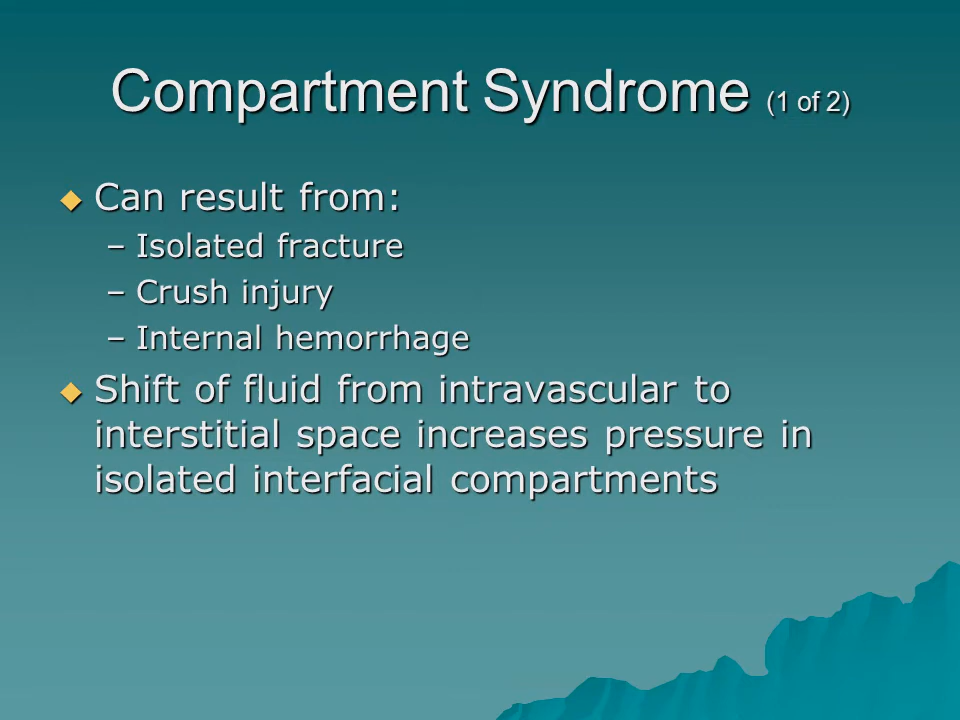 Compartment Syndrome (1 of 2)
Can result from:
– Isolated fracture
– Crush injury
– Internal hemorrhage
Shift of fluid from intravascular to
interstitial space increases pressure in
isolated interfacial compartments